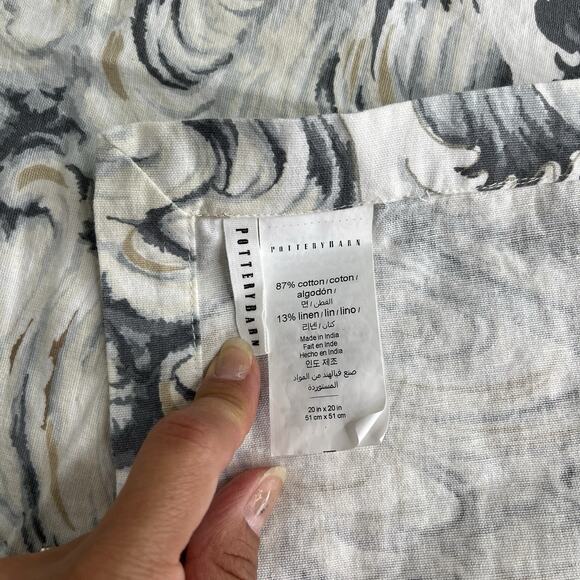 POTTERYBARN
POTTERYBARN
87% cotton / coton /
algodón /
면 / القطن /
13% linen / lin / lino /
리넨 / كتان /
Made in India
Fait en Inde
Hecho en India
인도 제조
صنع فيالهند من المواد
المستوردة
20 in x 20 in
51 cm x 51 cm